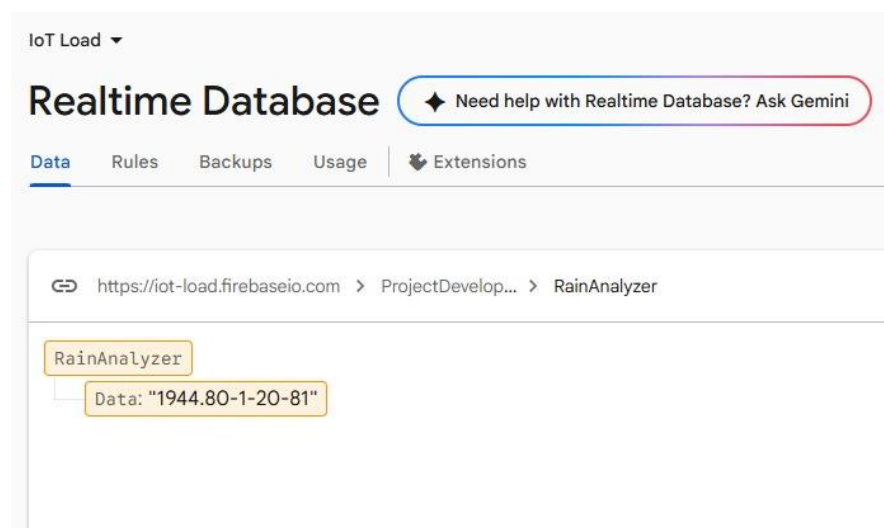 IoT Load
Realtime Database Need help with Realtime Database? Ask Gemini
Data Rules Backups Usage Extensions
https://iot-load.firebaseio.com > ProjectDevelop... > RainAnalyzer
RainAnalyzer
Data: "1944.80-1-20-81"